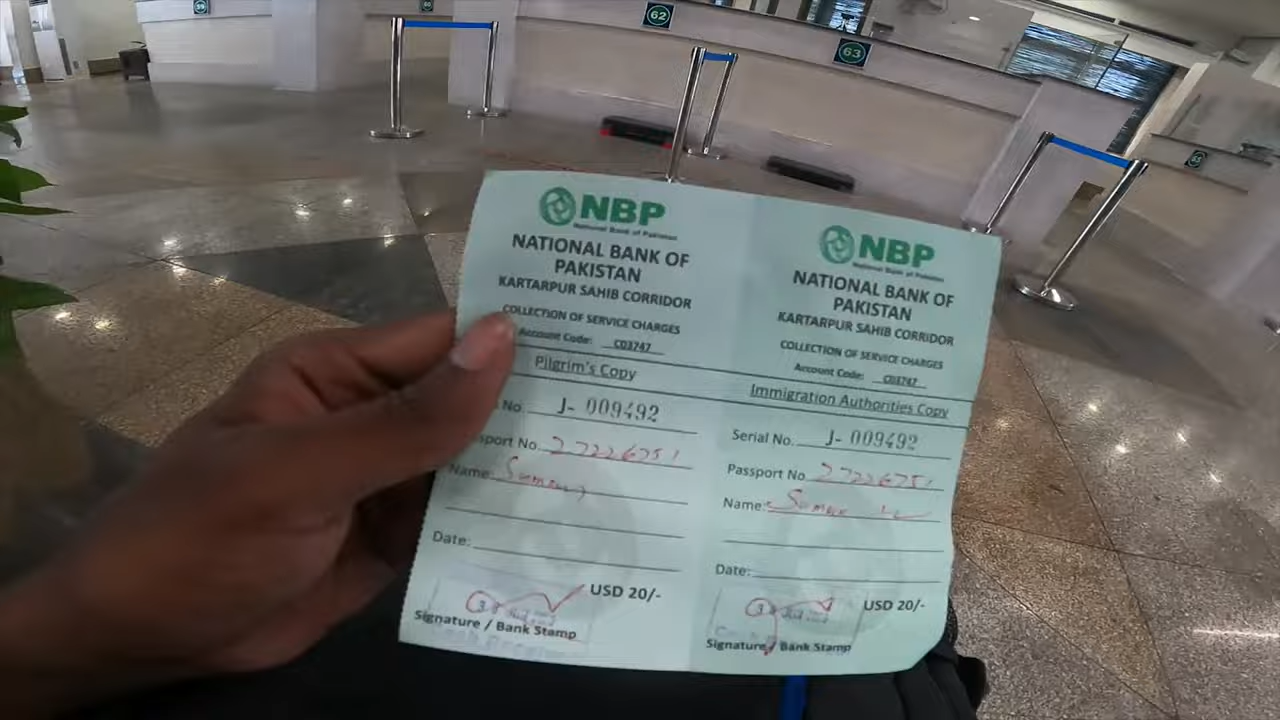 62
63
NBP
National Bank of Pakistan
NATIONAL BANK OF
PAKISTAN
KARTARPUR SAHIB CORRIDOR
COLLECTION OF SERVICE CHARGES
Account Code: C03747
Pilgrim's Copy
No. J- 009492
sport No. 27226751
Name:
Date:
USD 20/-
Signature / Bank Stamp
NBP
National Bank of Pakistan
NATIONAL BANK OF
PAKISTAN
KARTARPUR SAHIB CORRIDOR
COLLECTION OF SERVICE CHARGES
Account Code: C03747
Immigration Authorities Copy
Serial No. J- 009492
Passport No 27226751
Name:
Date:
USD 20/-
Signature / Bank Stamp